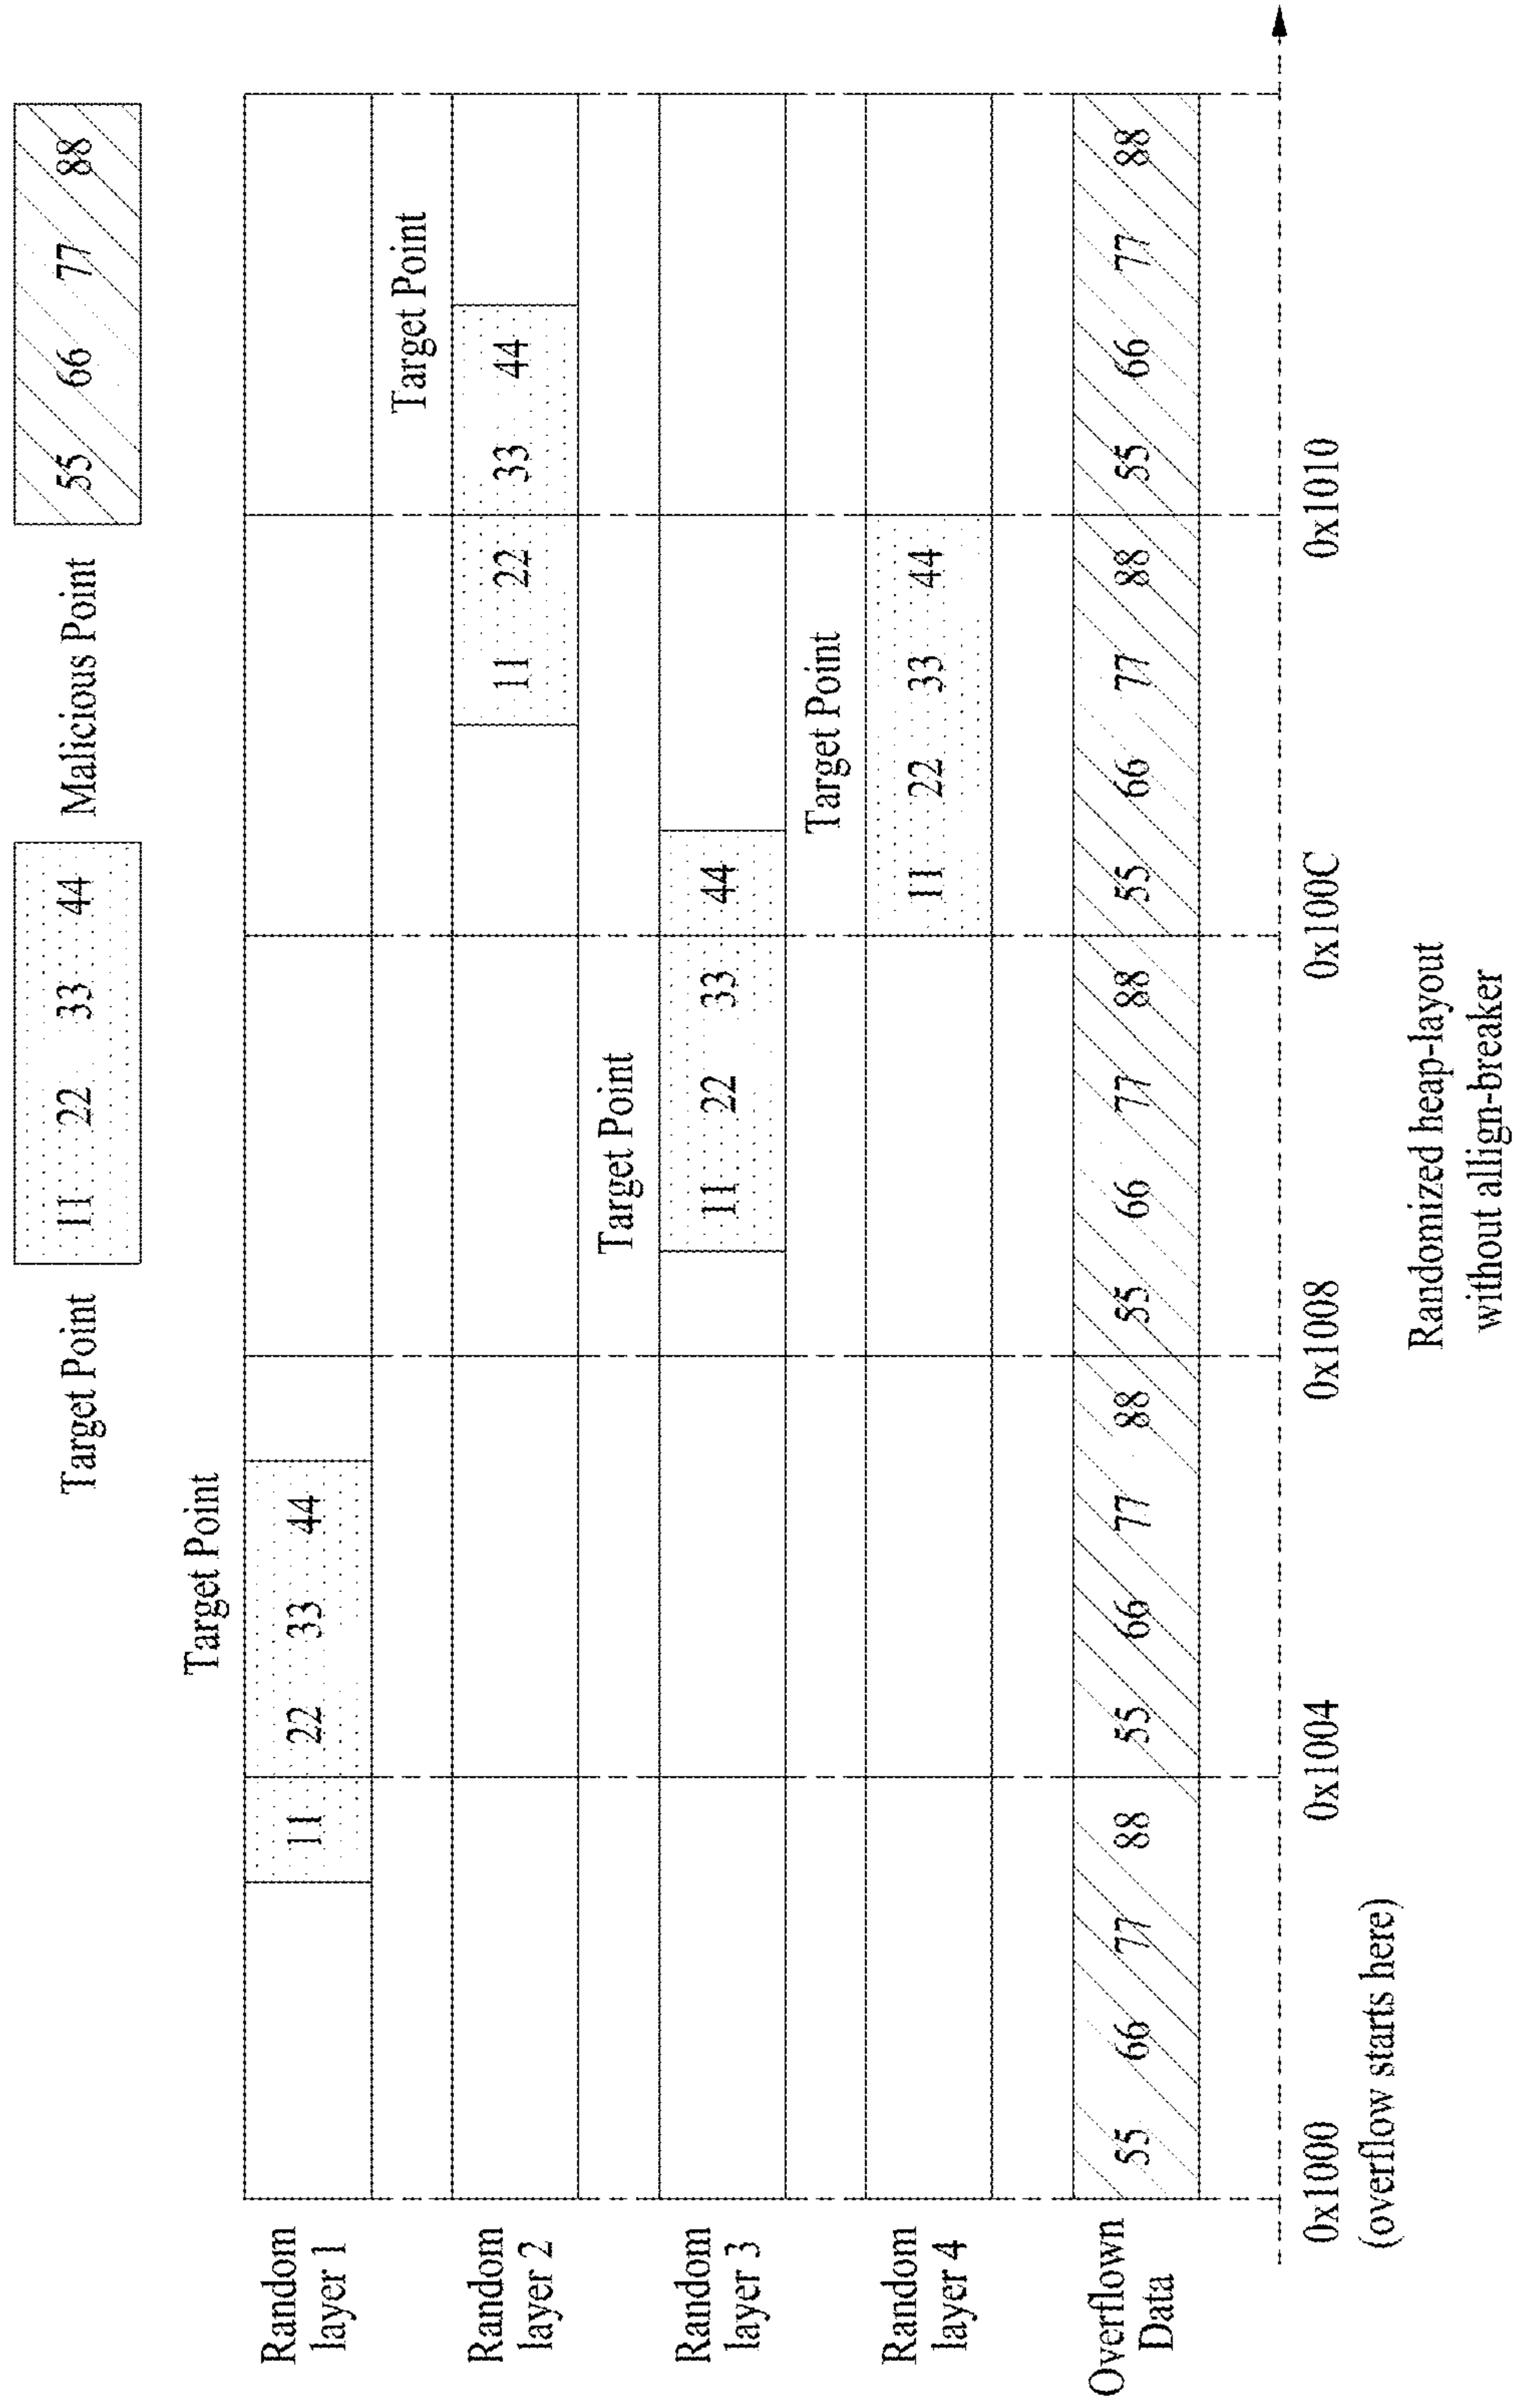 Target Point
11 22 33 44
Malicious Point
55 66 77 88
Target Point
Random
layer 1
11 22 33 44
Target Point
Random
layer 2
11 22 33 44
Target Point
Random
layer 3
11 22 33 44
Target Point
Random
layer 4
11 22 33 44
Overflown
Data
55 66 77 88 55 66 77 88 55 66 77 88 55 66 77 88 55 66 77 88
0x1000 0x1004 0x1008 0x100C 0x1010
(overflow starts here)
Randomized heap-layout
without allign-breaker